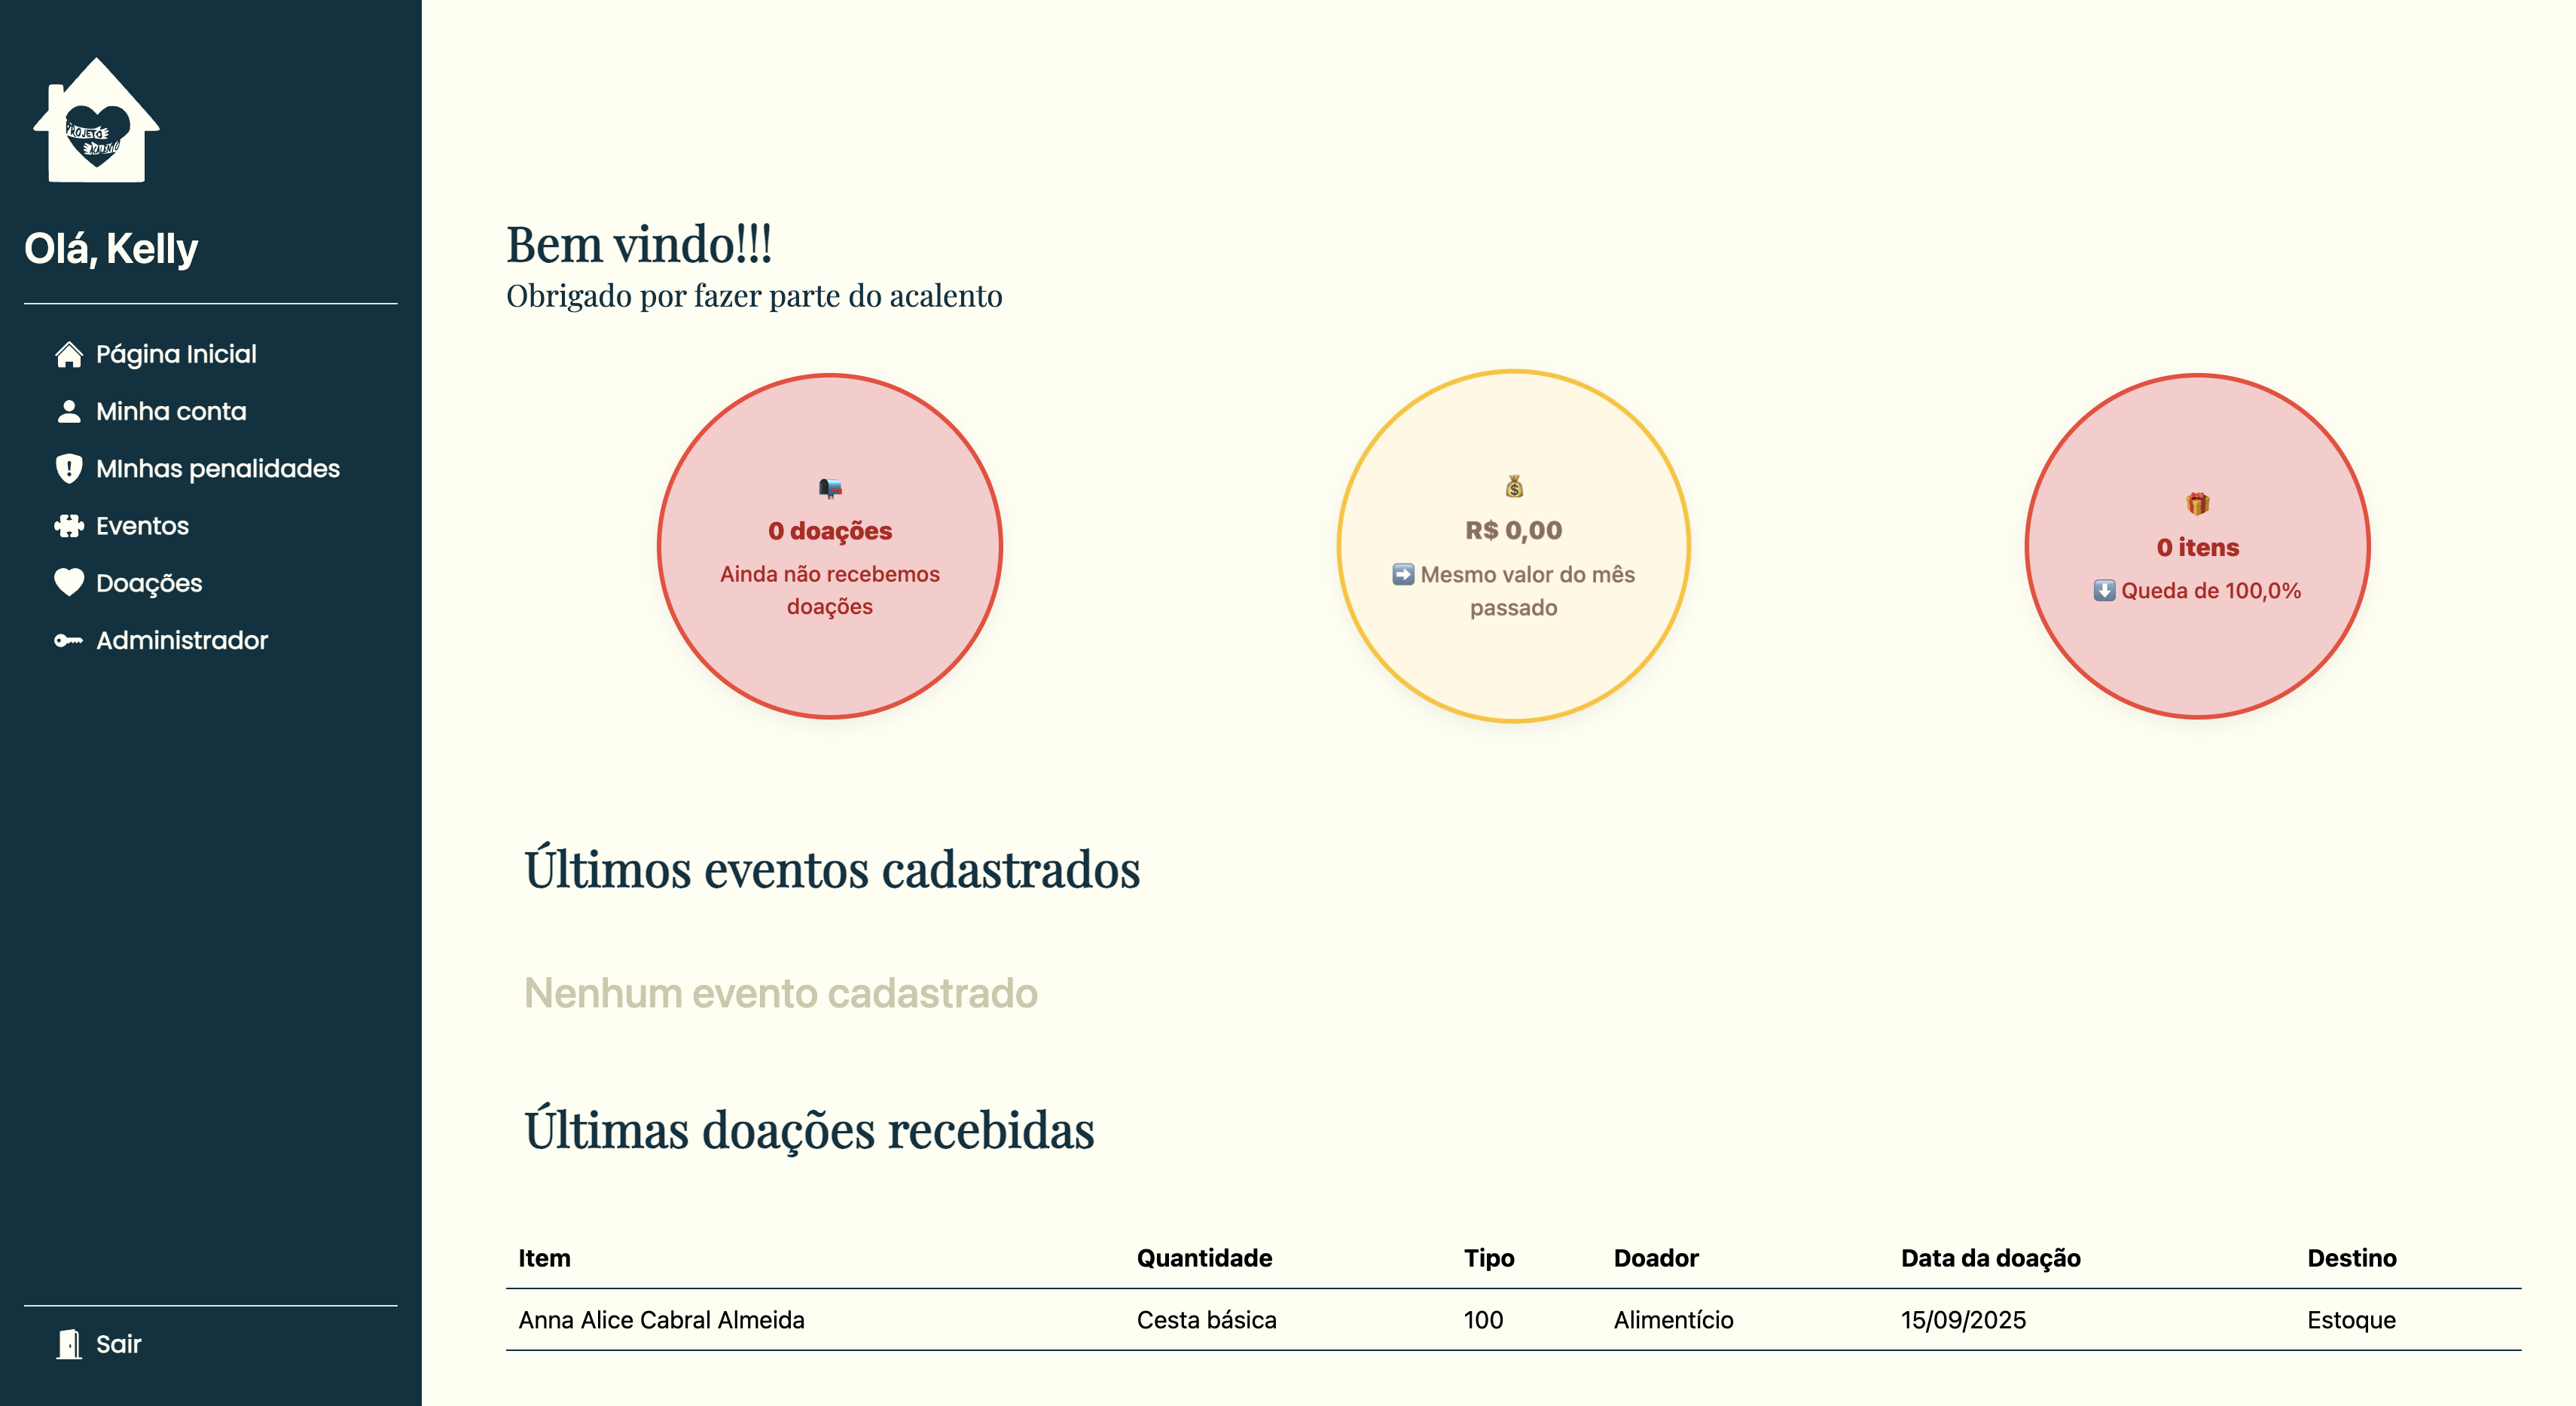 PROJETO
ACALENTO
Olá, Kelly
Página Inicial
Minha conta
MInhas penalidades
Eventos
Doações
Administrador
Sair
Bem vindo!!!
Obrigado por fazer parte do acalento
0 doações
Ainda não recebemos
doações
R$ 0,00
➡️ Mesmo valor do mês
passado
0 itens
⬇️ Queda de 100,0%
Últimos eventos cadastrados
Nenhum evento cadastrado
Últimas doações recebidas
Item Quantidade Tipo Doador Data da doação Destino
Anna Alice Cabral Almeida Cesta básica 100 Alimentício 15/09/2025 Estoque